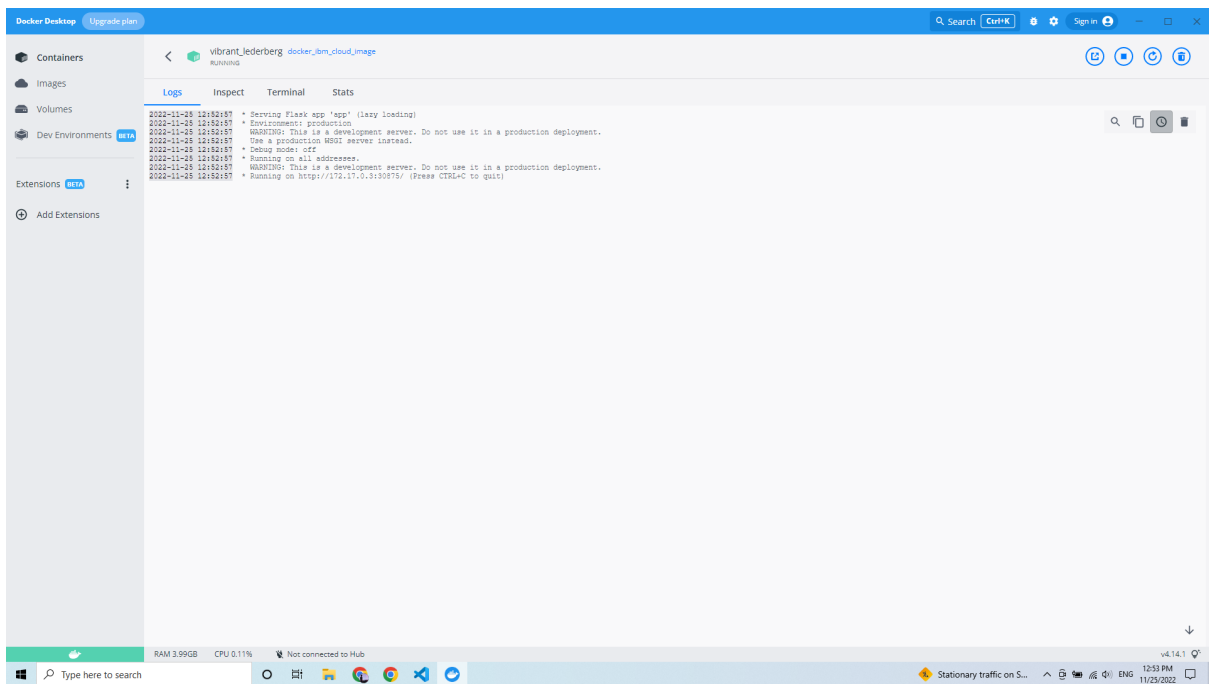 Docker Desktop Upgrade plan
Search Ctrl+K
Sign in
Containers
Images
Volumes
Dev Environments BETA
Extensions BETA
Add Extensions
vibrant_lederberg docker_ibm_cloud_image
RUNNING
Logs Inspect Terminal Stats
2022-11-25 12:52:57 * Serving Flask app 'app' (lazy loading)
2022-11-25 12:52:57 * Environment: production
2022-11-25 12:52:57 WARNING: This is a development server. Do not use it in a production deployment.
2022-11-25 12:52:57 Use a production WSGI server instead.
2022-11-25 12:52:57 * Debug mode: off
2022-11-25 12:52:57 * Running on all addresses.
2022-11-25 12:52:57 WARNING: This is a development server. Do not use it in a production deployment.
2022-11-25 12:52:57 * Running on http://172.17.0.3:30875/ (Press CTRL+C to quit)
RAM 3.99GB CPU 0.11% Not connected to Hub
v4.14.1
Type here to search
Stationary traffic on S...
ENG
12:53 PM
11/25/2022